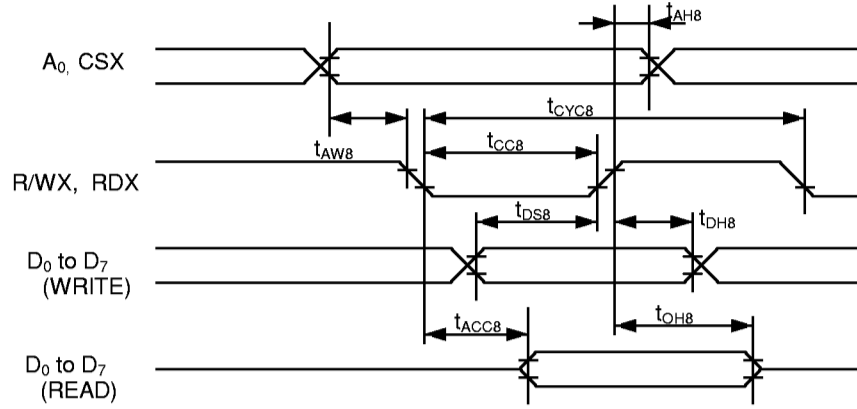 tAH8
A0, CSX
tCYC8
tAW8
tCC8
R/WX, RDX
tDS8
tDH8
D0 to D7
(WRITE)
tACC8
tOH8
D0 to D7
(READ)